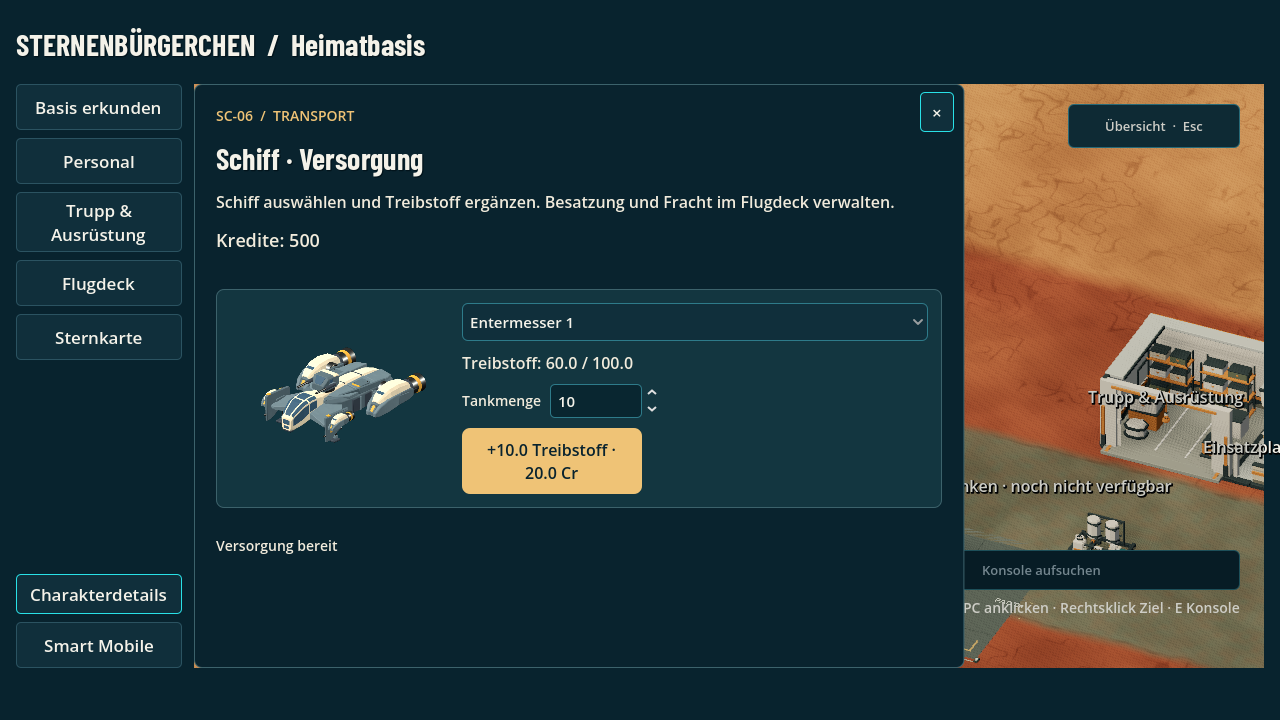 STERNENBÜRGERCHEN / Heimatbasis
Basis erkunden
Personal
Trupp &
Ausrüstung
Flugdeck
Sternkarte
Charakterdetails
Smart Mobile
SC-06 / TRANSPORT
×
Schiff · Versorgung
Schiff auswählen und Treibstoff ergänzen. Besatzung und Fracht im Flugdeck verwalten.
Kredite: 500
Entermesser 1
Treibstoff: 60.0 / 100.0
Tankmenge 10
+10.0 Treibstoff ·
20.0 Cr
Versorgung bereit
Übersicht · Esc
Trupp & Ausrüstung
Einsatzpla
nken · noch nicht verfügbar
Konsole aufsuchen
PC anklicken · Rechtsklick Ziel · E Konsole